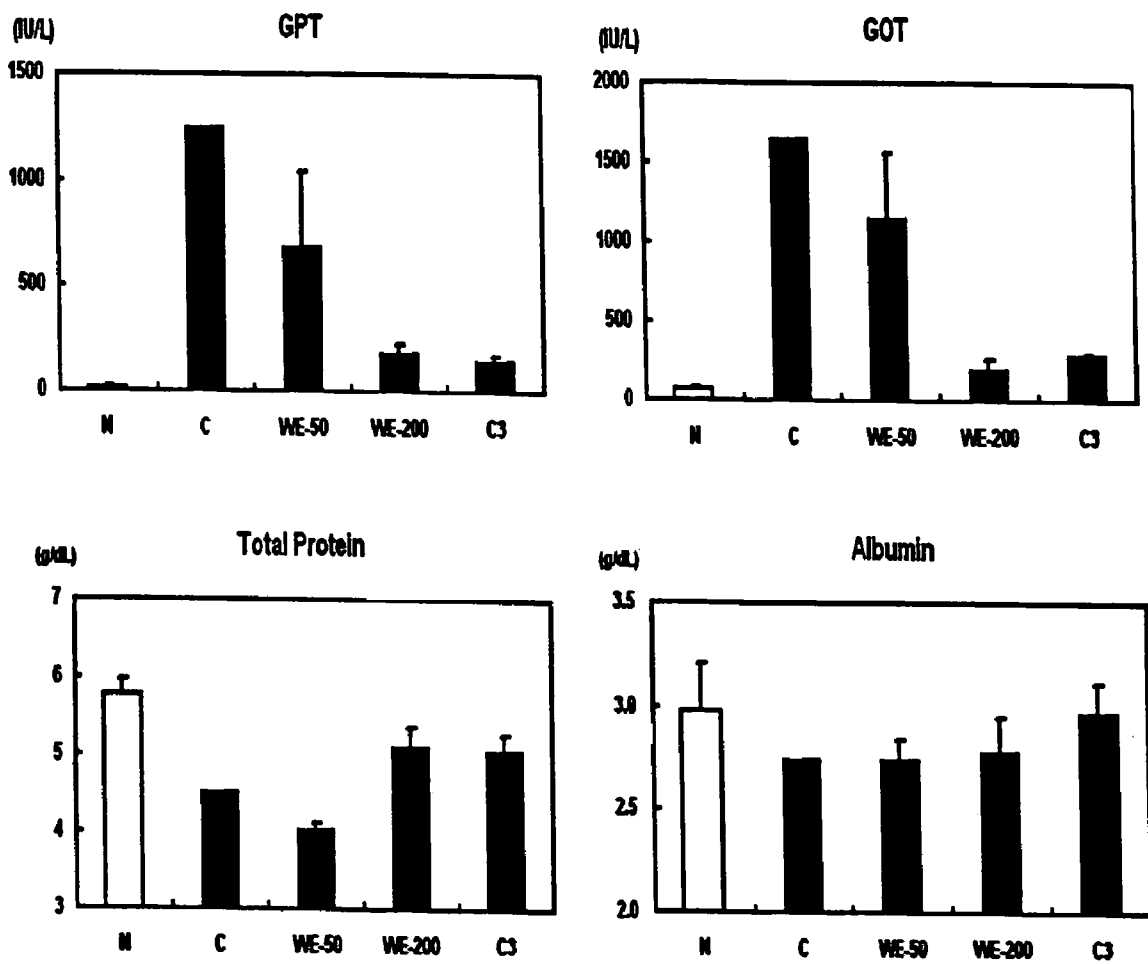 GPT
(IU/L)
1500
1000
500
0
N C WE-50 WE-200 C3
GOT
(IU/L)
2000
1500
1000
500
0
N C WE-50 WE-200 C3
Total Protein
(g/dL)
7
6
5
4
3
N C WE-50 WE-200 C3
Albumin
(g/dL)
3.5
3.0
2.5
2.0
N C WE-50 WE-200 C3